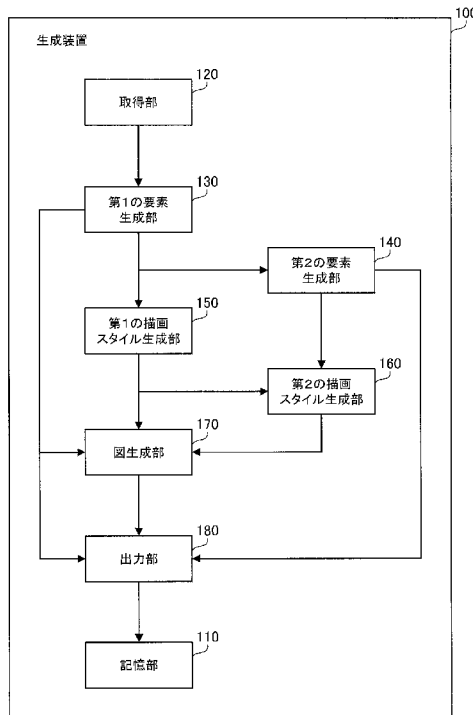 100
生成装置
120
取得部
130
第1の要素
生成部
140
第2の要素
生成部
150
第1の描画
スタイル生成部
160
第2の描画
スタイル生成部
170
図生成部
180
出力部
110
記憶部